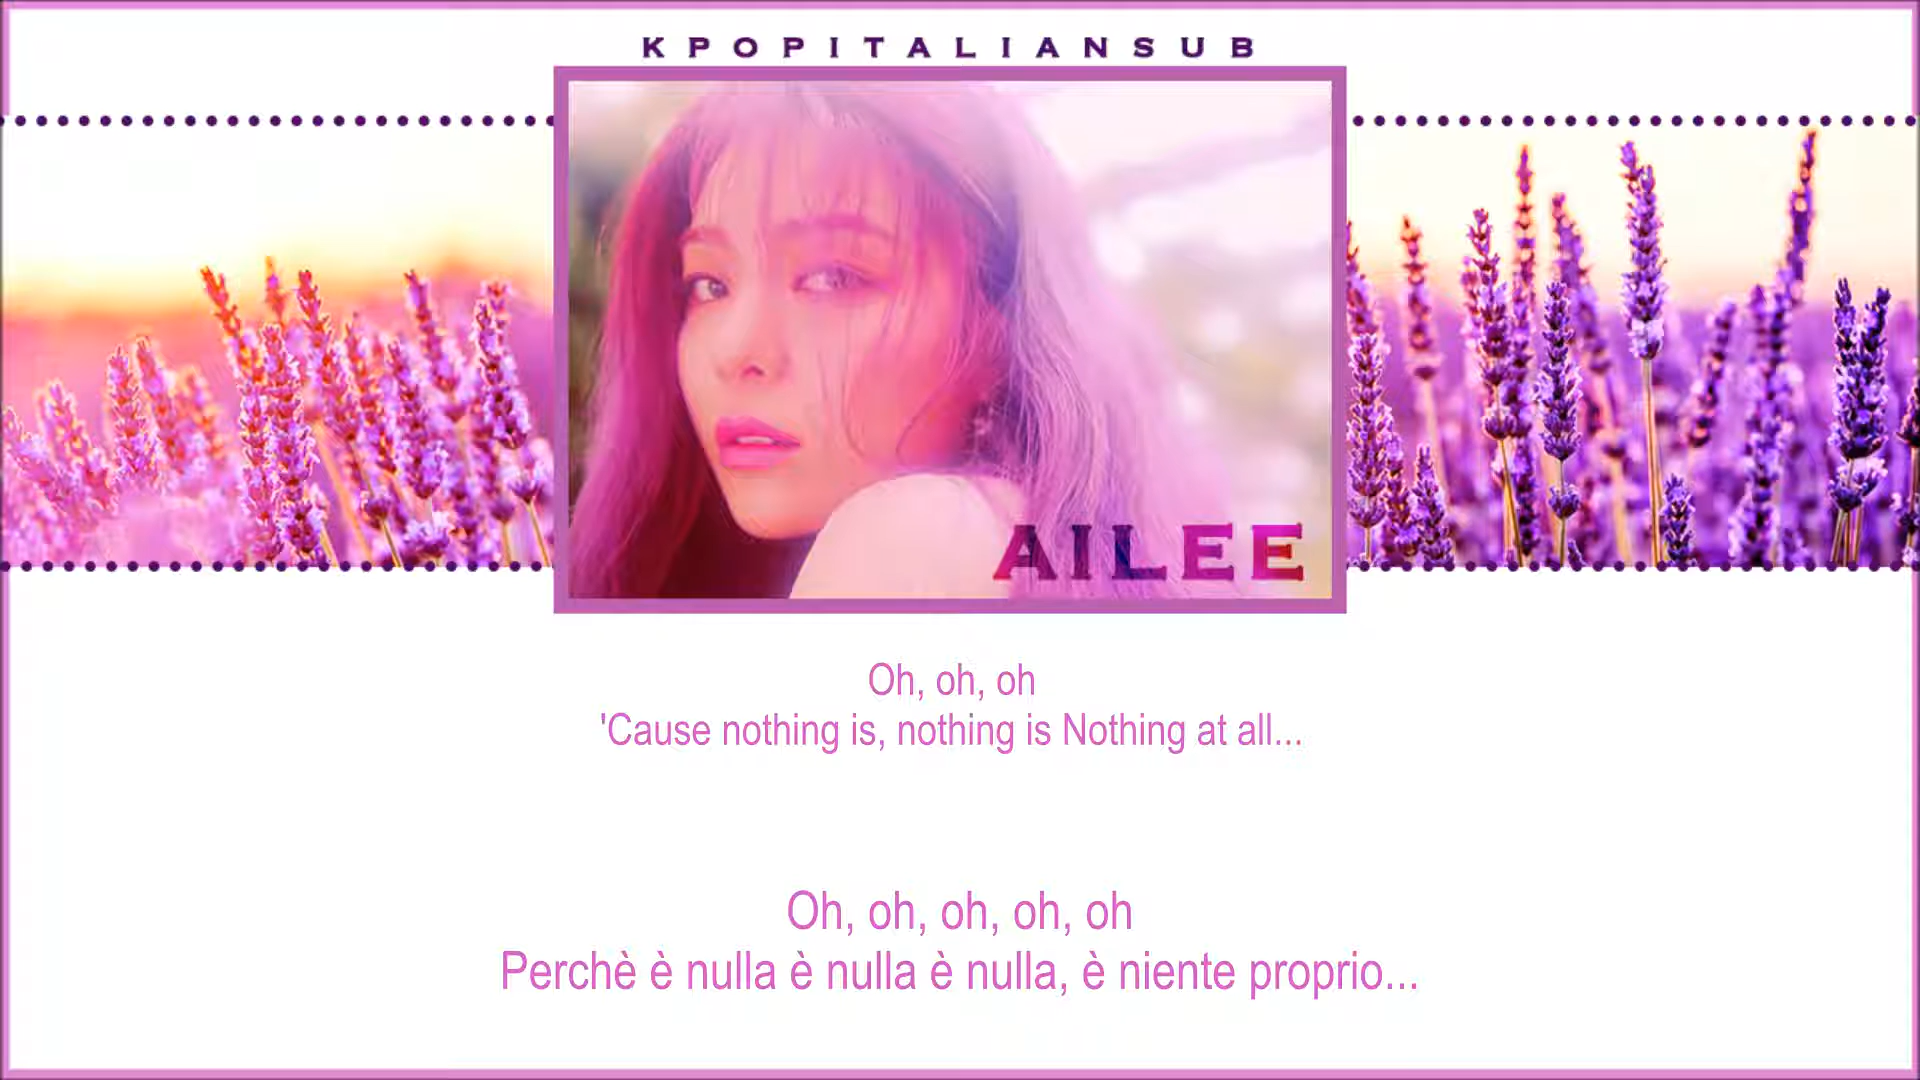 KPOPITALIANSUB
AILEE
Oh, oh, oh
'Cause nothing is, nothing is Nothing at all...
Oh, oh, oh, oh, oh
Perchè è nulla è nulla è nulla, è niente proprio...